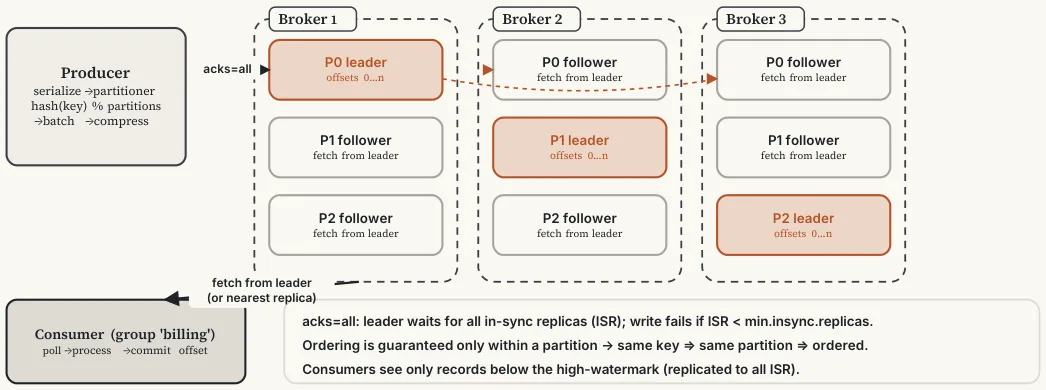 Broker 1
Broker 2
Broker 3
Producer
serialize →partitioner
hash(key) % partitions
→batch →compress
acks=all
P0 leader
offsets 0...n
P0 follower
fetch from leader
P0 follower
fetch from leader
P1 follower
fetch from leader
P1 leader
offsets 0...n
P1 follower
fetch from leader
P2 follower
fetch from leader
P2 follower
fetch from leader
P2 leader
offsets 0...n
fetch from leader
(or nearest replica)
Consumer (group 'billing')
poll →process →commit offset
acks=all: leader waits for all in-sync replicas (ISR); write fails if ISR < min.insync.replicas.
Ordering is guaranteed only within a partition → same key ⇒ same partition ⇒ ordered.
Consumers see only records below the high-watermark (replicated to all ISR).